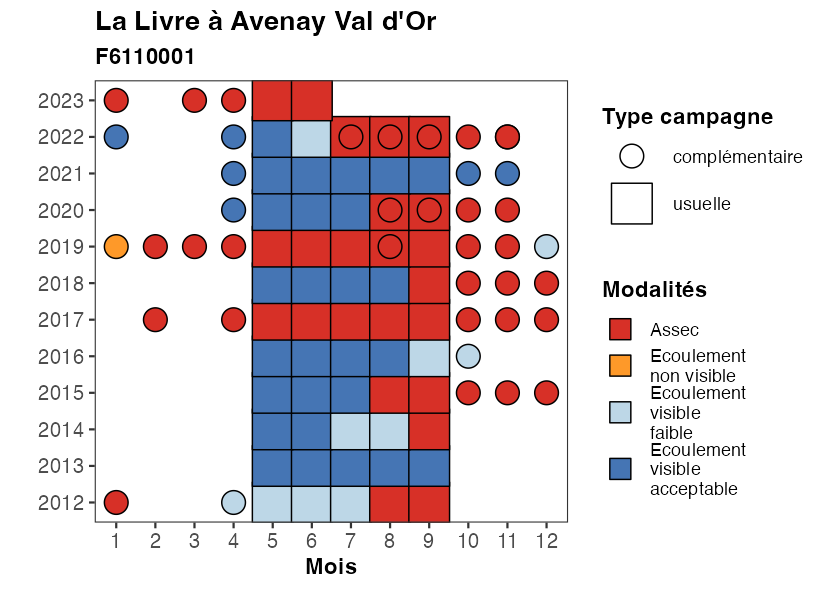 La Livre à Avenay Val d'Or
F6110001
2023
2022
2021
2020
2019
2018
2017
2016
2015
2014
2013
2012
1 2 3 4 5 6 7 8 9 10 11 12
Mois
Type campagne
complémentaire
usuelle
Modalités
Assec
Ecoulement
non visible
Ecoulement
visible
faible
Ecoulement
visible
acceptable